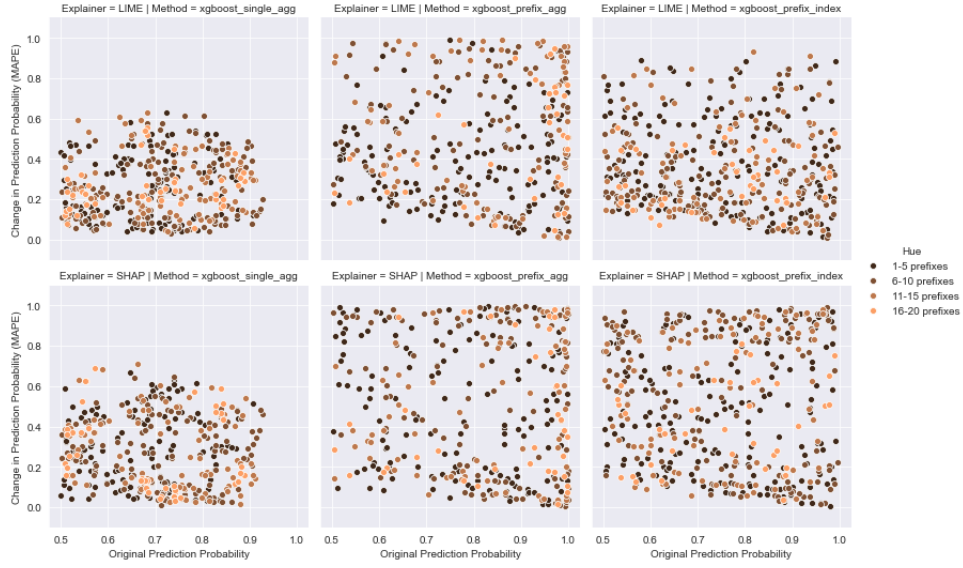 Explainer = LIME | Method = xgboost_single_agg
Explainer = LIME | Method = xgboost_prefix_agg
Explainer = LIME | Method = xgboost_prefix_index
Change in Prediction Probability (MAPE)
1.0
0.8
0.6
0.4
0.2
0.0
Explainer = SHAP | Method = xgboost_single_agg
Explainer = SHAP | Method = xgboost_prefix_agg
Explainer = SHAP | Method = xgboost_prefix_index
Change in Prediction Probability (MAPE)
1.0
0.8
0.6
0.4
0.2
0.0
0.5 0.6 0.7 0.8 0.9 1.0
Original Prediction Probability
0.5 0.6 0.7 0.8 0.9 1.0
Original Prediction Probability
0.5 0.6 0.7 0.8 0.9 1.0
Original Prediction Probability
Hue
1-5 prefixes
6-10 prefixes
11-15 prefixes
16-20 prefixes